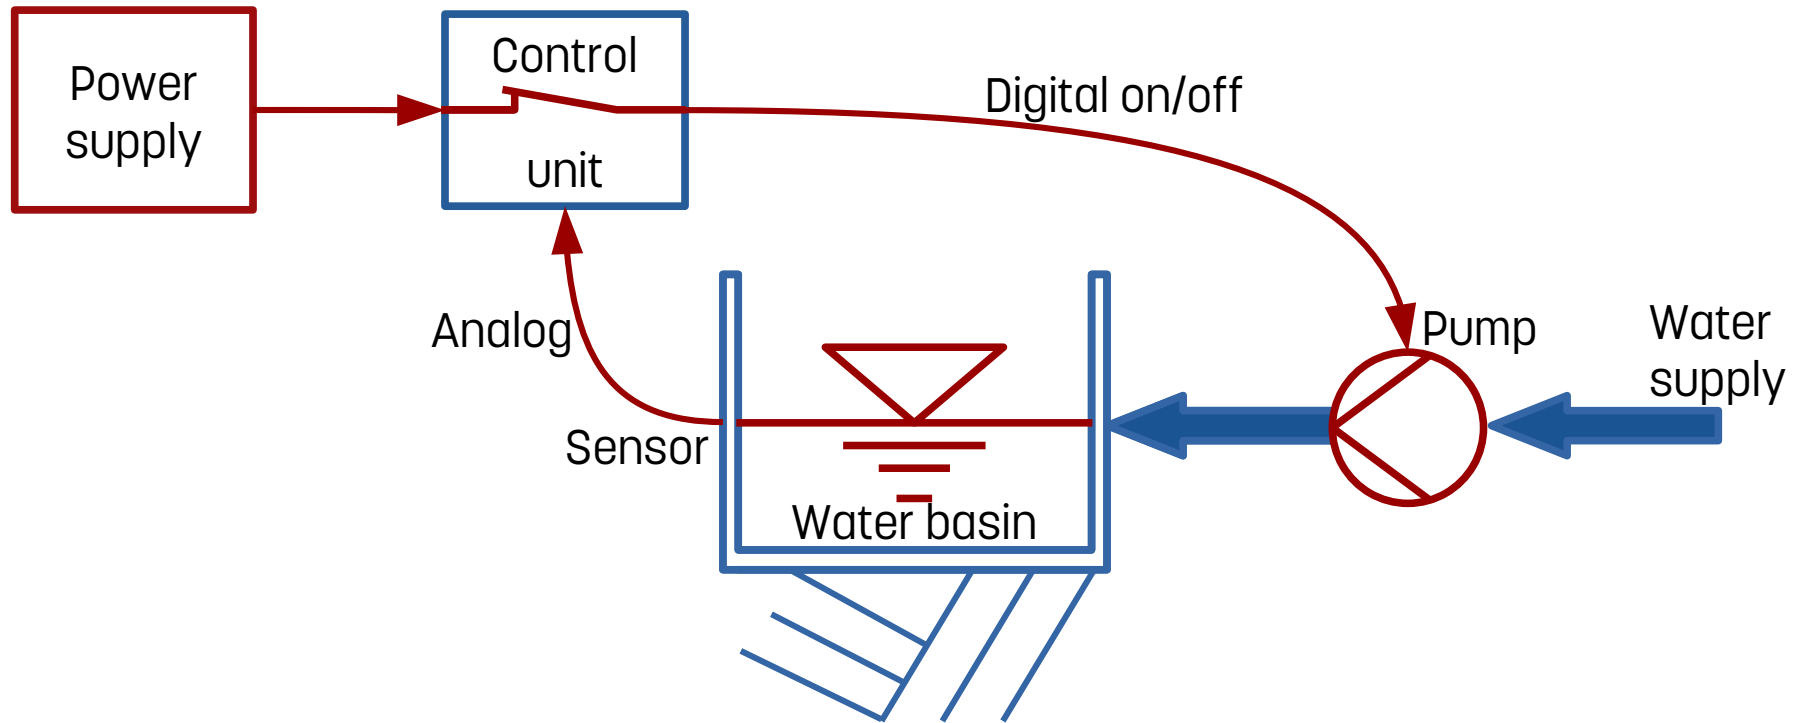 Power
supply
Control
unit
Digital on/off
Analog
Sensor
Water basin
Pump
Water
supply